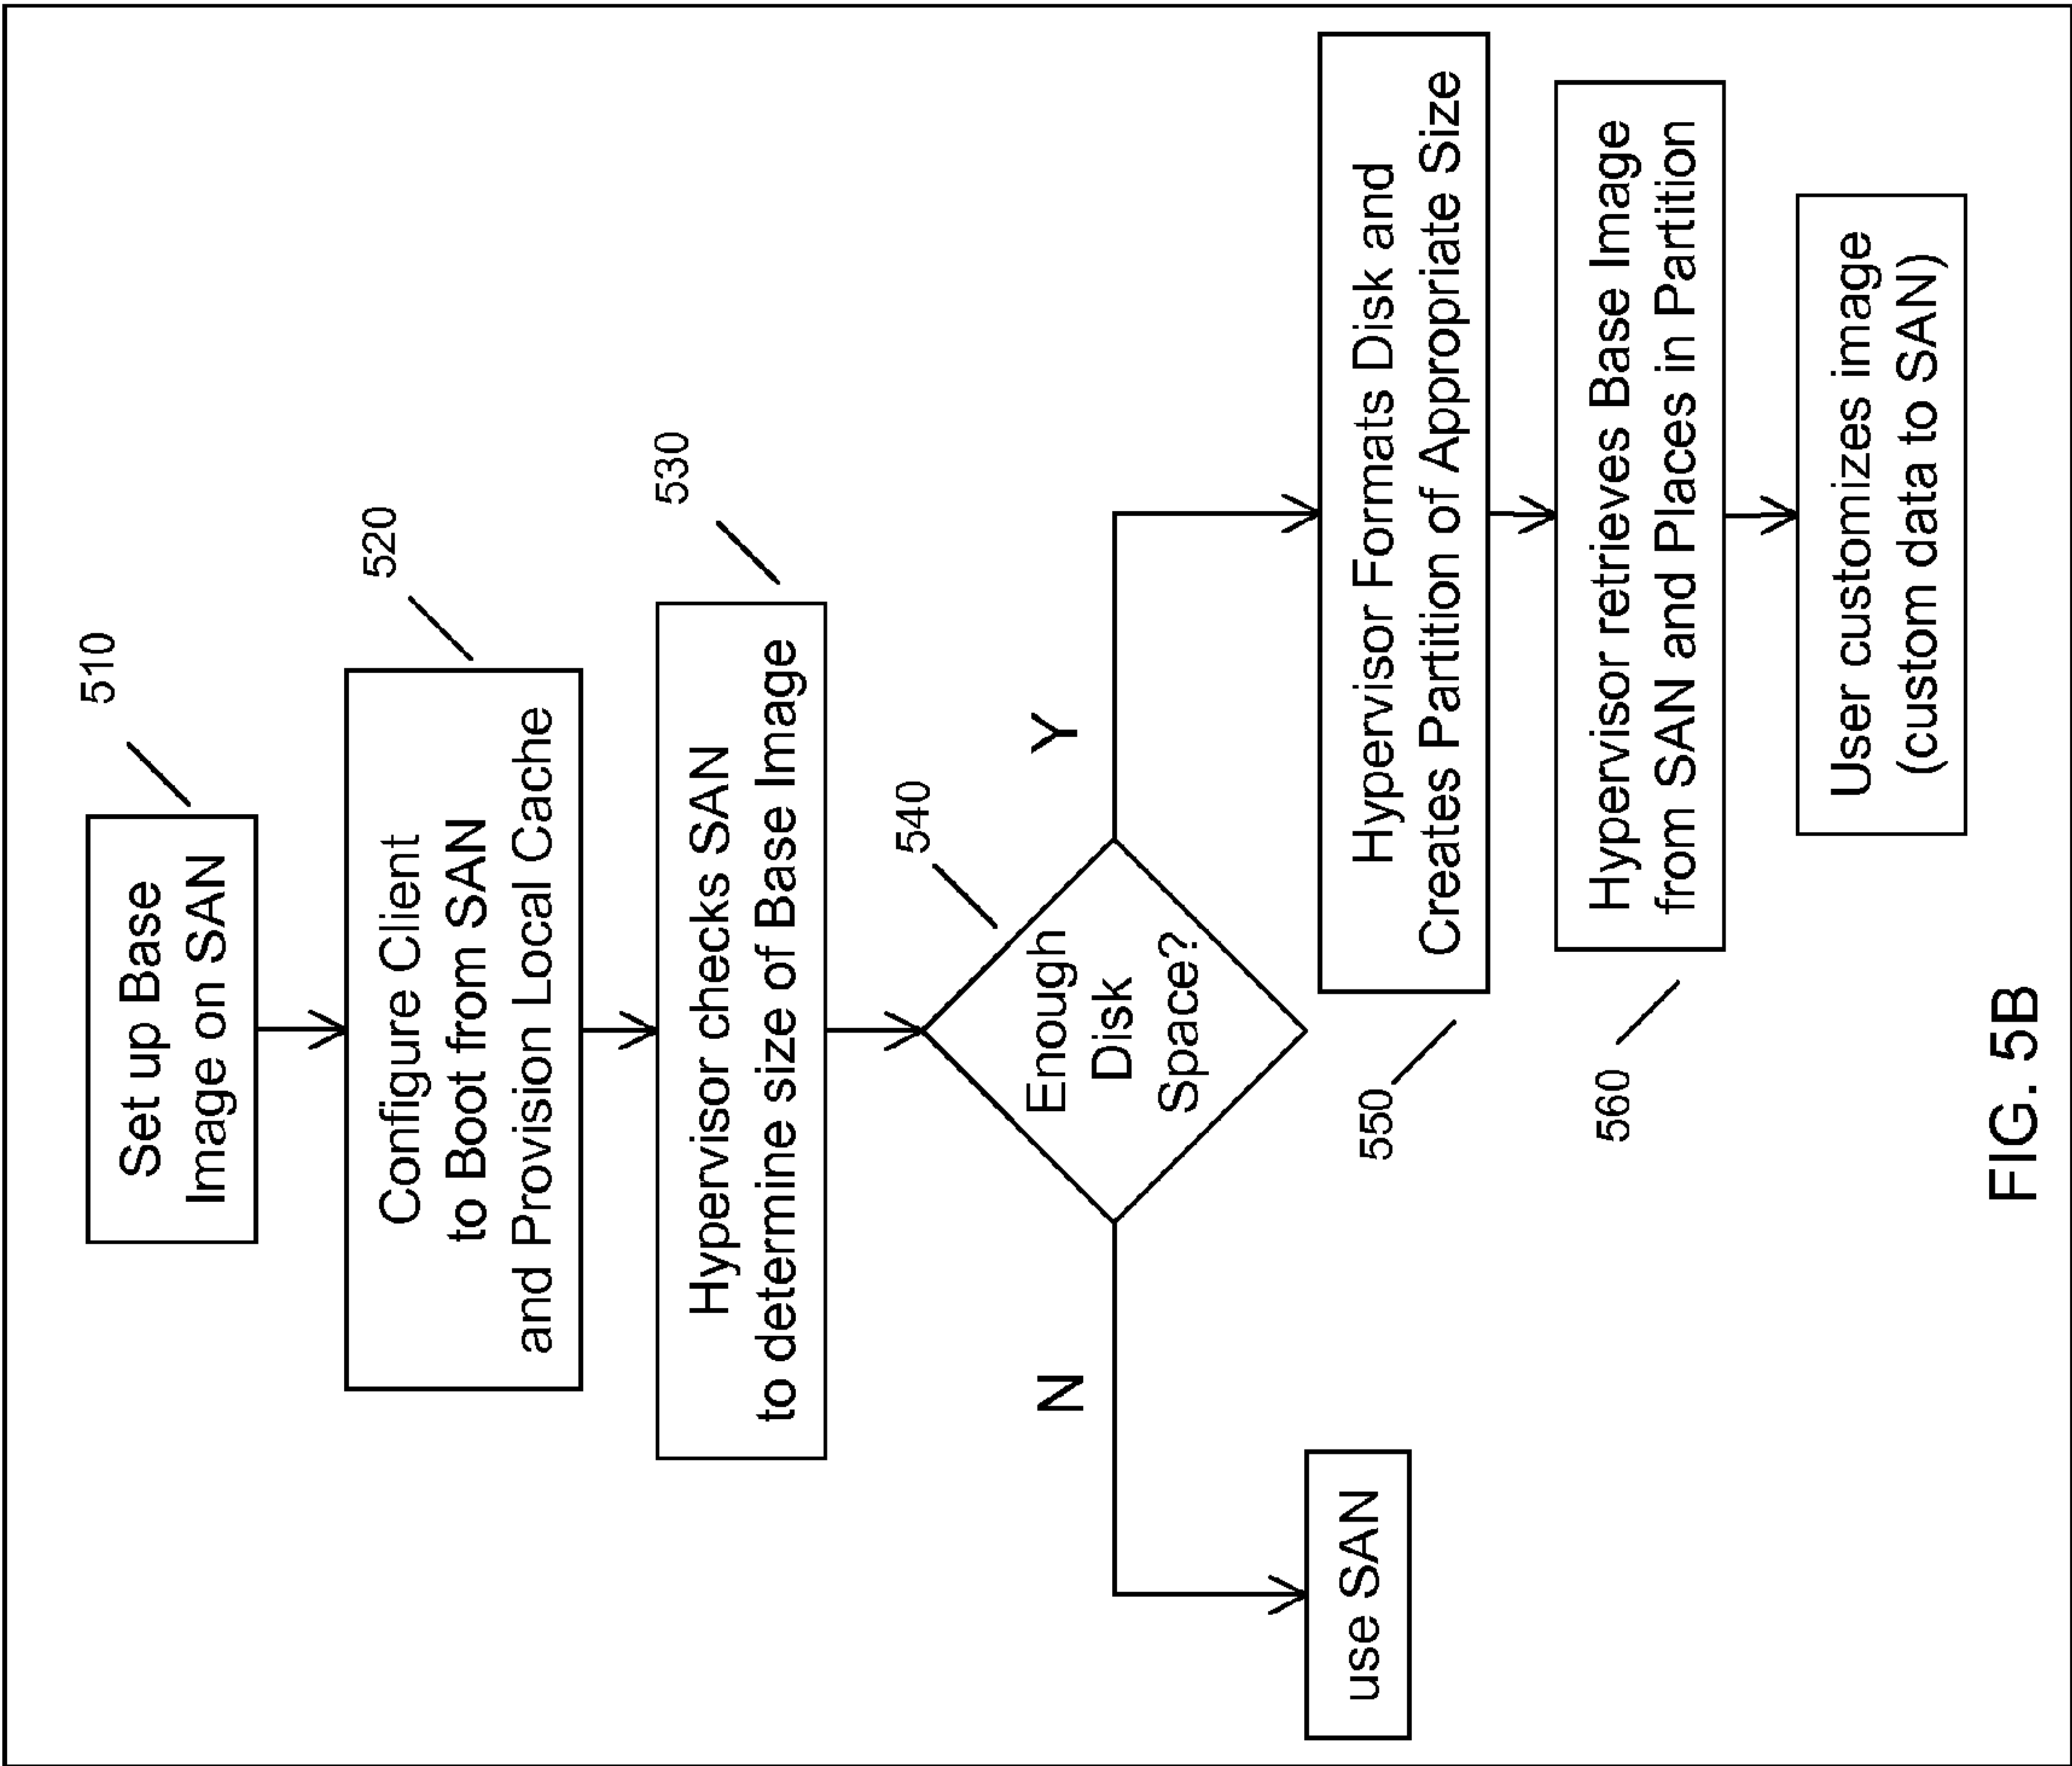 510
Set up Base
Image on SAN
520
Configure Client
to Boot from SAN
and Provision Local Cache
530
Hypervisor checks SAN
to determine size of Base Image
540
Enough
Disk
Space?
N
Y
use SAN
Hypervisor Formats Disk and
Creates Partition of Appropriate Size
550
Hypervisor retrieves Base Image
from SAN and Places in Partition
560
User customizes image
(custom data to SAN)
FIG. 5B